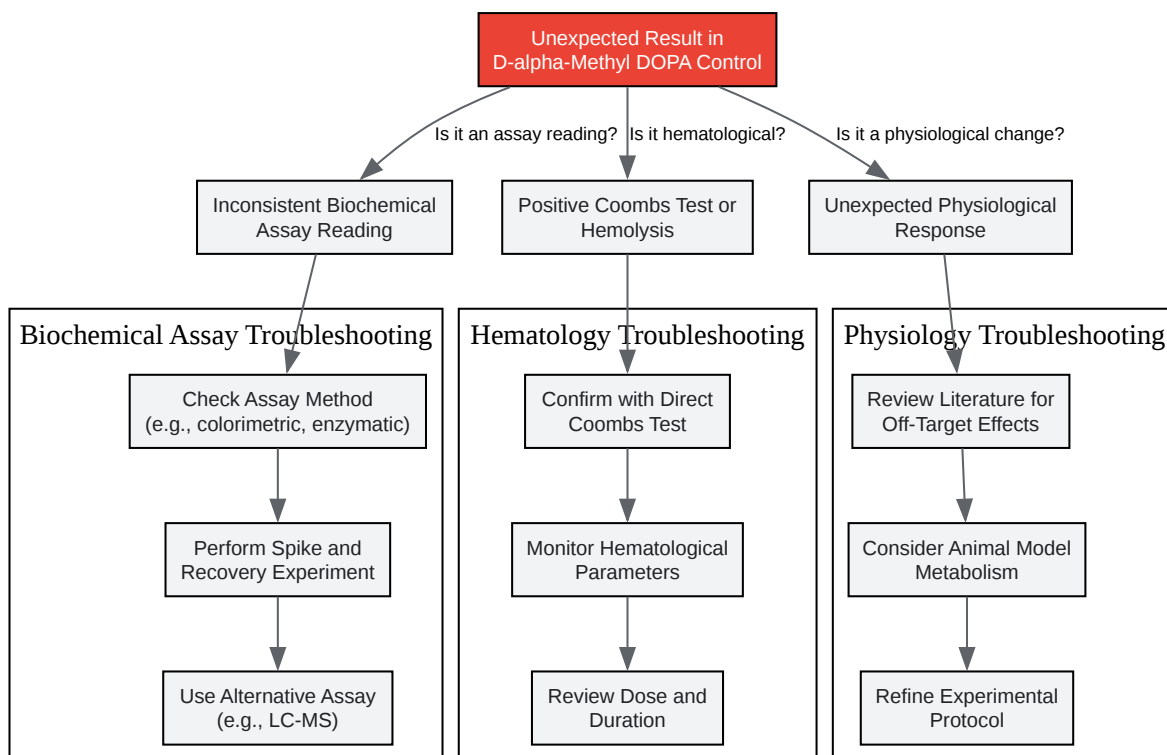 Unexpected Result in
D-alpha-Methyl DOPA Control
Is it an assay reading?
Is it hematological?
Is it a physiological change?
Inconsistent Biochemical
Assay Reading
Positive Coombs Test or
Hemolysis
Unexpected Physiological
Response
Biochemical Assay Troubleshooting
Hematology Troubleshooting
Physiology Troubleshooting
Check Assay Method
(e.g., colorimetric, enzymatic)
Confirm with Direct
Coombs Test
Review Literature for
Off-Target Effects
Perform Spike and
Recovery Experiment
Monitor Hematological
Parameters
Consider Animal Model
Metabolism
Use Alternative Assay
(e.g., LC-MS)
Review Dose and
Duration
Refine Experimental
Protocol